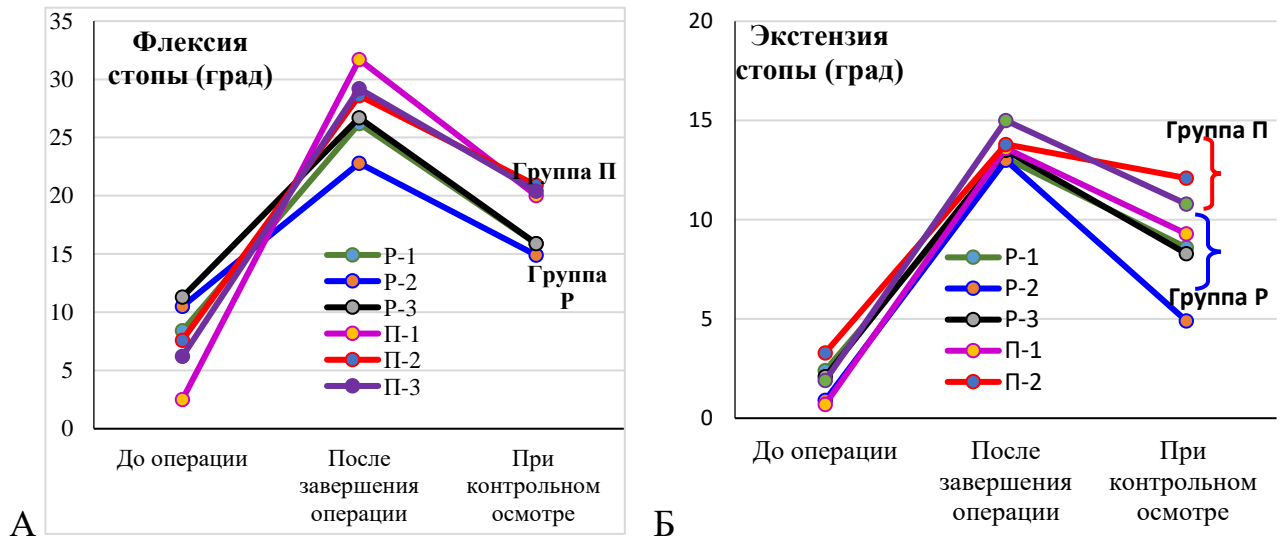 Флексия
стопы (град)
35
30
25
20
15
10
5
0
Группа П
Группа
Р
Р-1
Р-2
Р-3
П-1
П-2
П-3
До операции
После
завершения
операции
При
контрольном
осмотре
А
Экстензия
стопы (град)
20
15
10
5
0
Группа П
Группа Р
Р-1
Р-2
Р-3
П-1
П-2
До операции
После
завершения
операции
При
контрольном
осмотре
Б